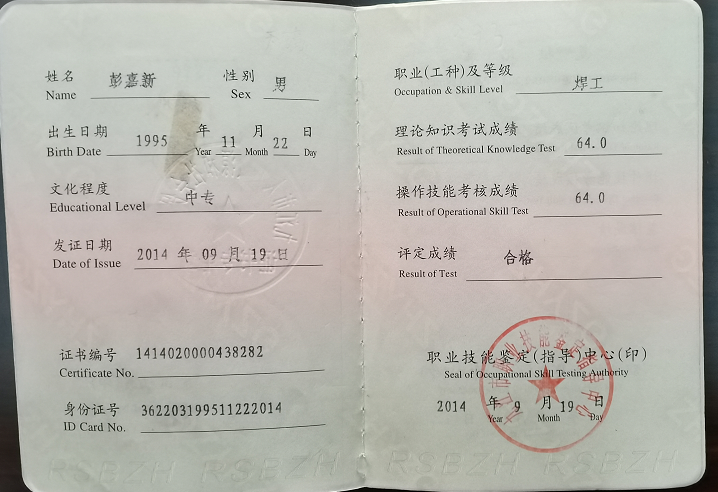 姓名 彭嘉新 性别 男
Name Sex
出生日期 1995 年 11 月 22 日
Birth Date Year Month Day
文化程度 中专
Educational Level
发证日期 2014 年 09 月 19 日
Date of Issue
证书编号 1414020000438282
Certificate No.
身份证号 362203199511222014
ID Card No.
RSBZH RSBZH
职业(工种)及等级 焊工
Occupation & Skill Level
理论知识考试成绩 64.0
Result of Theoretical Knowledge Test
操作技能考核成绩 64.0
Result of Operational Skill Test
评定成绩 合格
Result of Test
职业技能鉴定(指导)中心(印)
Seal of Occupational Skill Testing Authority
2014 年 9 月 19 日
Year Month Day
RSBZH RSBZH